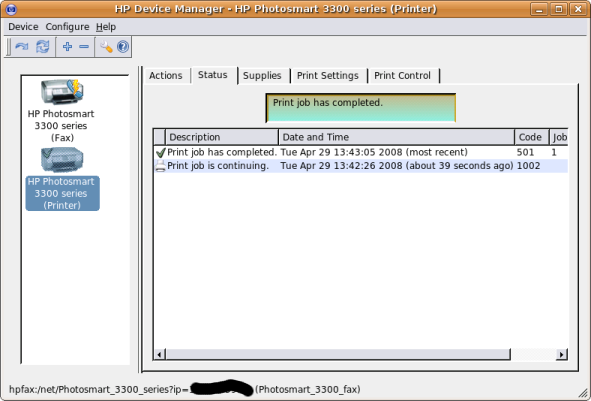 HP Device Manager - HP Photosmart 3300 series (Printer)
Device Configure Help
HP Photosmart
3300 series
(Fax)
HP Photosmart
3300 series
(Printer)
Actions Status Supplies Print Settings Print Control
Print job has completed.
Description Date and Time Code Job
Print job has completed. Tue Apr 29 13:43:05 2008 (most recent) 501 1
Print job is continuing. Tue Apr 29 13:42:26 2008 (about 39 seconds ago) 1002
hpfax:/net/Photosmart_3300_series?ip= (Photosmart_3300_fax)